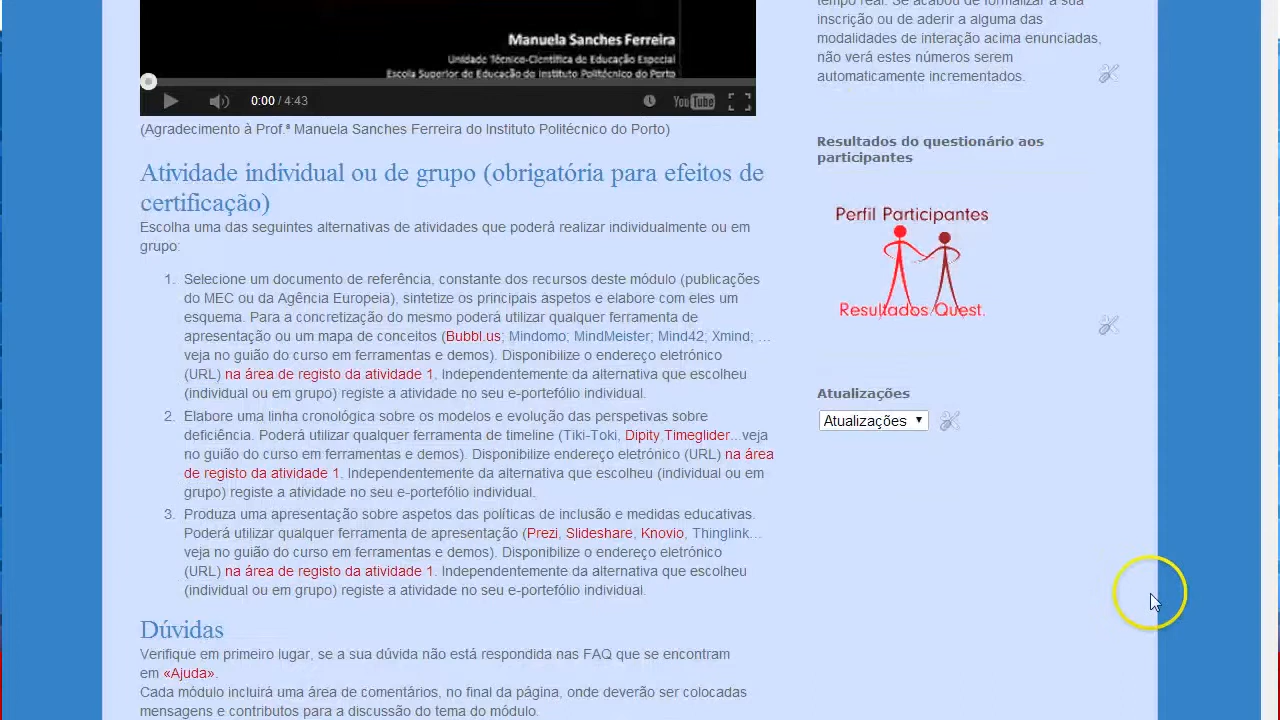 Manuela Sanches Ferreira
Unidade Técnico-Científica de Educação Especial
Escola Superior de Educação do Instituto Politécnico do Porto
0:00 / 4:43
YouTube
(Agradecimento à Prof.ª Manuela Sanches Ferreira do Instituto Politécnico do Porto)
Atividade individual ou de grupo (obrigatória para efeitos de
certificação)
Escolha uma das seguintes alternativas de atividades que poderá realizar individualmente ou em
grupo:
1. Selecione um documento de referência, constante dos recursos deste módulo (publicações
do MEC ou da Agência Europeia), sintetize os principais aspetos e elabore com eles um
esquema. Para a concretização do mesmo poderá utilizar qualquer ferramenta de
apresentação ou um mapa de conceitos (Bubbl.us; Mindomo; MindMeister; Mind42; Xmind; ...
veja no guião do curso em ferramentas e demos). Disponibilize o endereço eletrónico
(URL) na área de registo da atividade 1. Independentemente da alternativa que escolheu
(individual ou em grupo) registe a atividade no seu e-portefólio individual.
2. Elabore uma linha cronológica sobre os modelos e evolução das perspetivas sobre
deficiência. Poderá utilizar qualquer ferramenta de timeline (Tiki-Toki, Dipity,Timeglider...veja
no guião do curso em ferramentas e demos). Disponibilize endereço eletrónico (URL) na área
de registo da atividade 1. Independentemente da alternativa que escolheu (individual ou em
grupo) registe a atividade no seu e-portefólio individual.
3. Produza uma apresentação sobre aspetos das políticas de inclusão e medidas educativas.
Poderá utilizar qualquer ferramenta de apresentação (Prezi, Slideshare, Knovio, Thinglink...
veja no guião do curso em ferramentas e demos). Disponibilize o endereço eletrónico
(URL) na área de registo da atividade 1. Independentemente da alternativa que escolheu
(individual ou em grupo) registe a atividade no seu e-portefólio individual.
Dúvidas
Verifique em primeiro lugar, se a sua dúvida não está respondida nas FAQ que se encontram
em «Ajuda».
Cada módulo incluirá uma área de comentários, no final da página, onde deverão ser colocadas
mensagens e contributos para a discussão do tema do módulo.
tempo real. Se acabou de formalizar a sua
inscrição ou de aderir a alguma das
modalidades de interação acima enunciadas,
não verá estes números serem
automaticamente incrementados.
Resultados do questionário aos
participantes
Perfil Participantes
Resultados Quest.
Atualizações
Atualizações